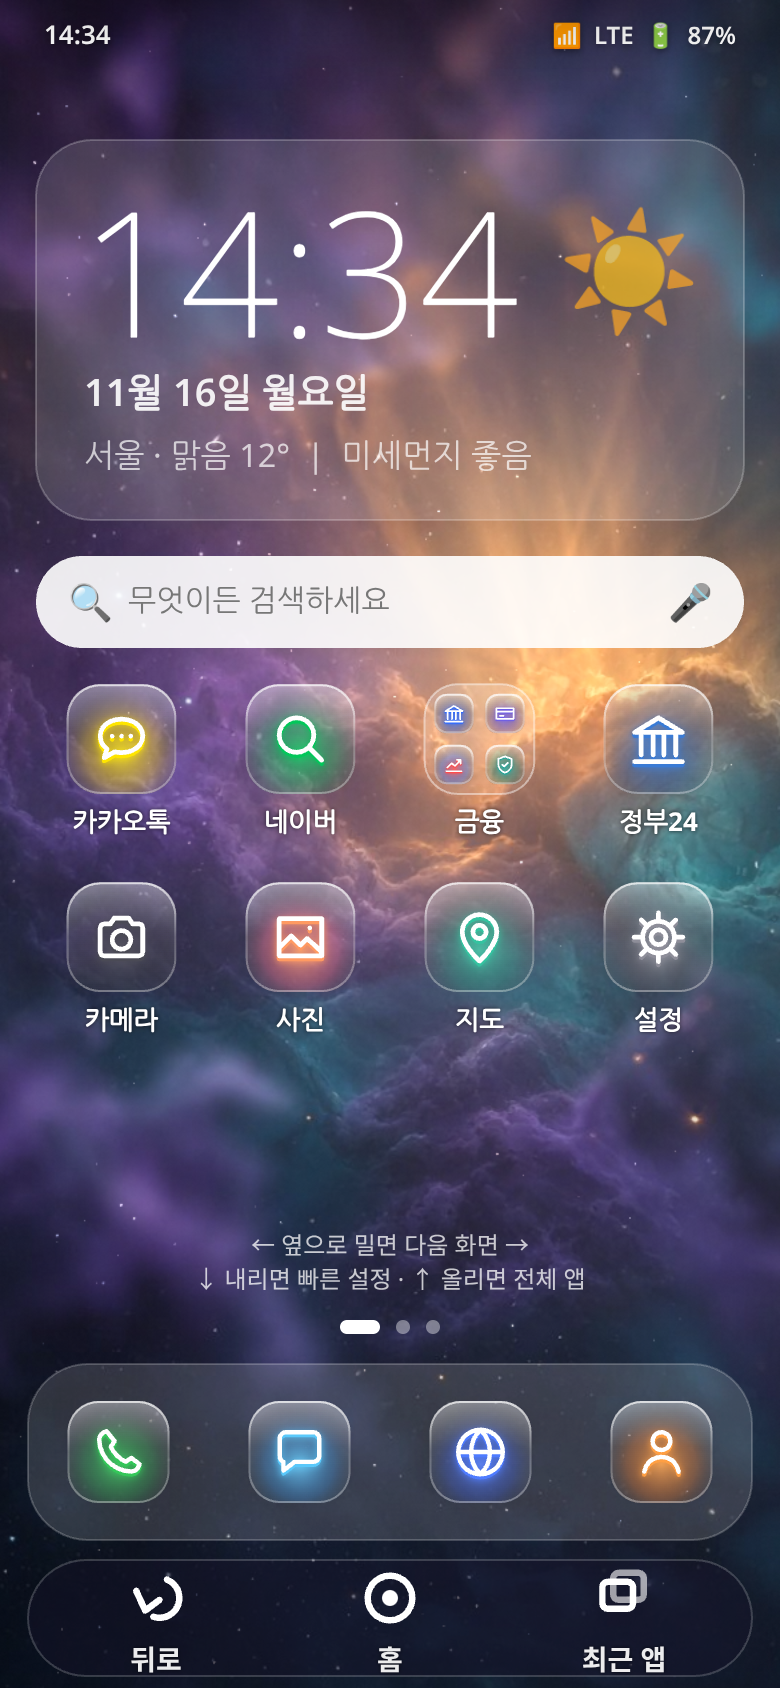 14:34 LTE 87%
14:34
11월 16일 월요일
서울 · 맑음 12° | 미세먼지 좋음
무엇이든 검색하세요
카카오톡 네이버 금융 정부24
카메라 사진 지도 설정
← 옆으로 밀면 다음 화면 →
↓ 내리면 빠른 설정 · ↑ 올리면 전체 앱
뒤로 홈 최근 앱